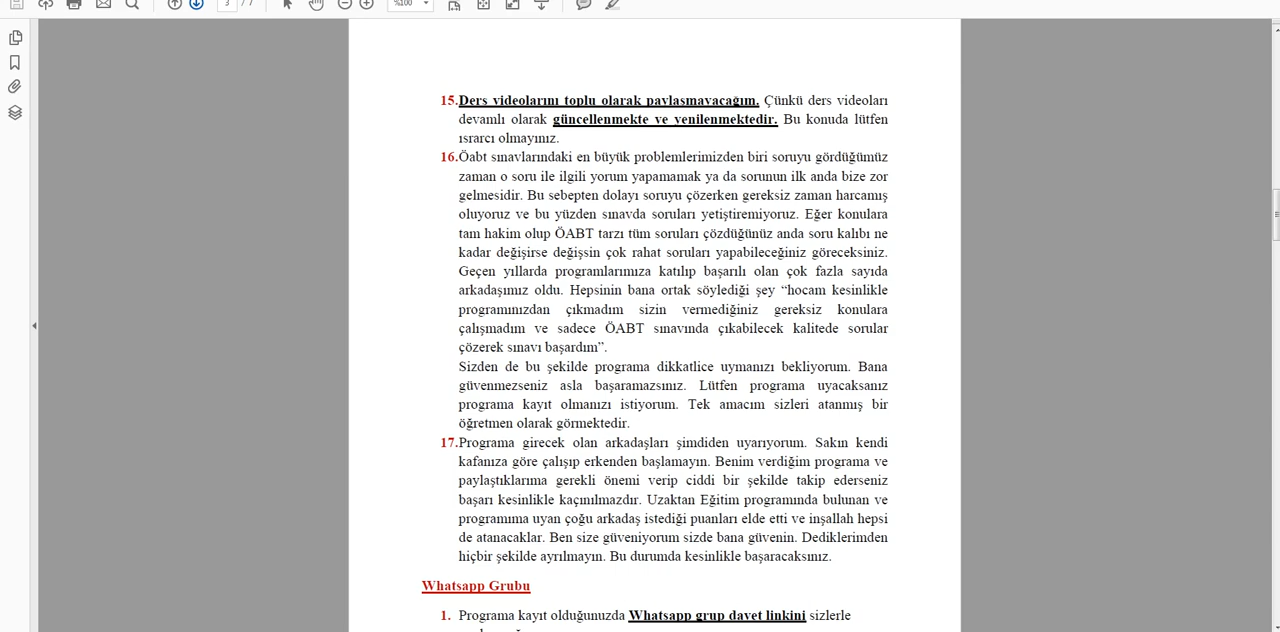 3 / 7
%100
15.Ders videolarını toplu olarak paylaşmayacağım. Çünkü ders videoları
devamlı olarak güncellenmekte ve yenilenmektedir. Bu konuda lütfen
ısrarcı olmayınız.
16.Öabt sınavlarındaki en büyük problemlerimizden biri soruyu gördüğümüz
zaman o soru ile ilgili yorum yapamamak ya da sorunun ilk anda bize zor
gelmesidir. Bu sebepten dolayı soruyu çözerken gereksiz zaman harcamış
oluyoruz ve bu yüzden sınavda soruları yetiştiremiyoruz. Eğer konulara
tam hakim olup ÖABT tarzı tüm soruları çözdüğünüz anda soru kalıbı ne
kadar değişirse değişsin çok rahat soruları yapabileceğiniz göreceksiniz.
Geçen yıllarda programlarımıza katılıp başarılı olan çok fazla sayıda
arkadaşımız oldu. Hepsinin bana ortak söylediği şey “hocam kesinlikle
programınızdan çıkmadım sizin vermediğiniz gereksiz konulara
çalışmadım ve sadece ÖABT sınavında çıkabilecek kalitede sorular
çözerek sınavı başardım”.
Sizden de bu şekilde programa dikkatlice uymanızı bekliyorum. Bana
güvenmezseniz asla başaramazsınız. Lütfen programa uyacaksanız
programa kayıt olmanızı istiyorum. Tek amacım sizleri atanmış bir
öğretmen olarak görmektedir.
17.Programa girecek olan arkadaşları şimdiden uyarıyorum. Sakın kendi
kafanıza göre çalışıp erkenden başlamayın. Benim verdiğim programa ve
paylaştıklarıma gerekli önemi verip ciddi bir şekilde takip ederseniz
başarı kesinlikle kaçınılmazdır. Uzaktan Eğitim programında bulunan ve
programıma uyan çoğu arkadaş istediği puanları elde etti ve inşallah hepsi
de atanacaklar. Ben size güveniyorum sizde bana güvenin. Dediklerimden
hiçbir şekilde ayrılmayın. Bu durumda kesinlikle başaracaksınız.
Whatsapp Grubu
1. Programa kayıt olduğunuzda Whatsapp grup davet linkini sizlerle